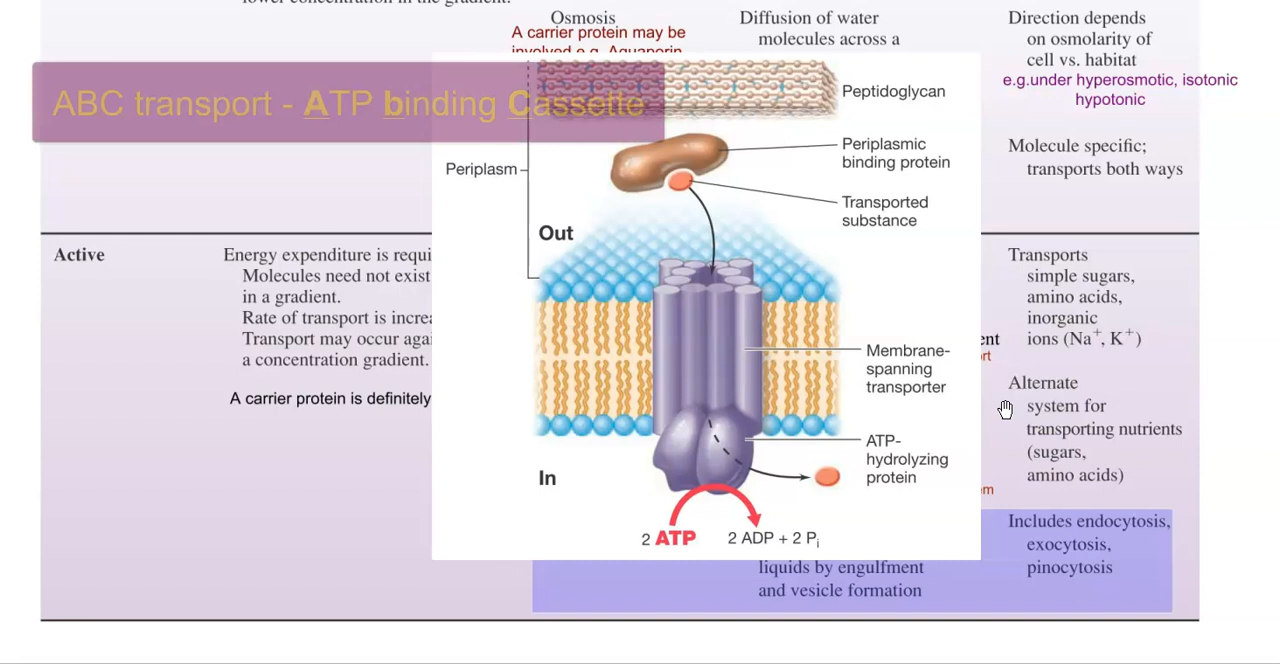 Osmosis
A carrier protein may be
Diffusion of water
molecules across a
Direction depends
on osmolarity of
cell vs. habitat
e.g.under hyperosmotic, isotonic
hypotonic
Molecule specific;
transports both ways
ABC transport - ATP binding Cassette
Peptidoglycan
Periplasmic
binding protein
Periplasm
Transported
substance
Out
Membrane-
spanning
transporter
ATP-
hydrolyzing
protein
In
2 ATP
2 ADP + 2 Pi
Active
Energy expenditure is
Molecules need not exist
in a gradient.
Rate of transport is
Transport may occur
a concentration gradient.
A carrier protein is definitely
Transports
simple sugars,
amino acids,
inorganic
ions (Na⁺, K⁺)
Alternate
system for
transporting nutrients
(sugars,
amino acids)
liquids by engulfment
and vesicle formation
Includes endocytosis,
exocytosis,
pinocytosis